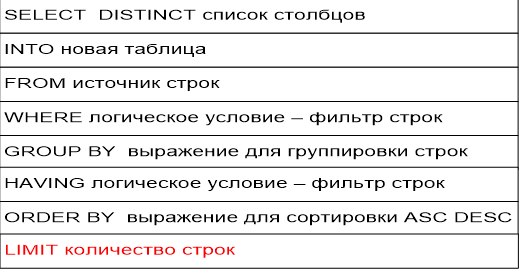 SELECT DISTINCT список столбцов
INTO новая таблица
FROM источник строк
WHERE логическое условие – фильтр строк
GROUP BY выражение для группировки строк
HAVING логическое условие – фильтр строк
ORDER BY выражение для сортировки ASC DESC
LIMIT количество строк